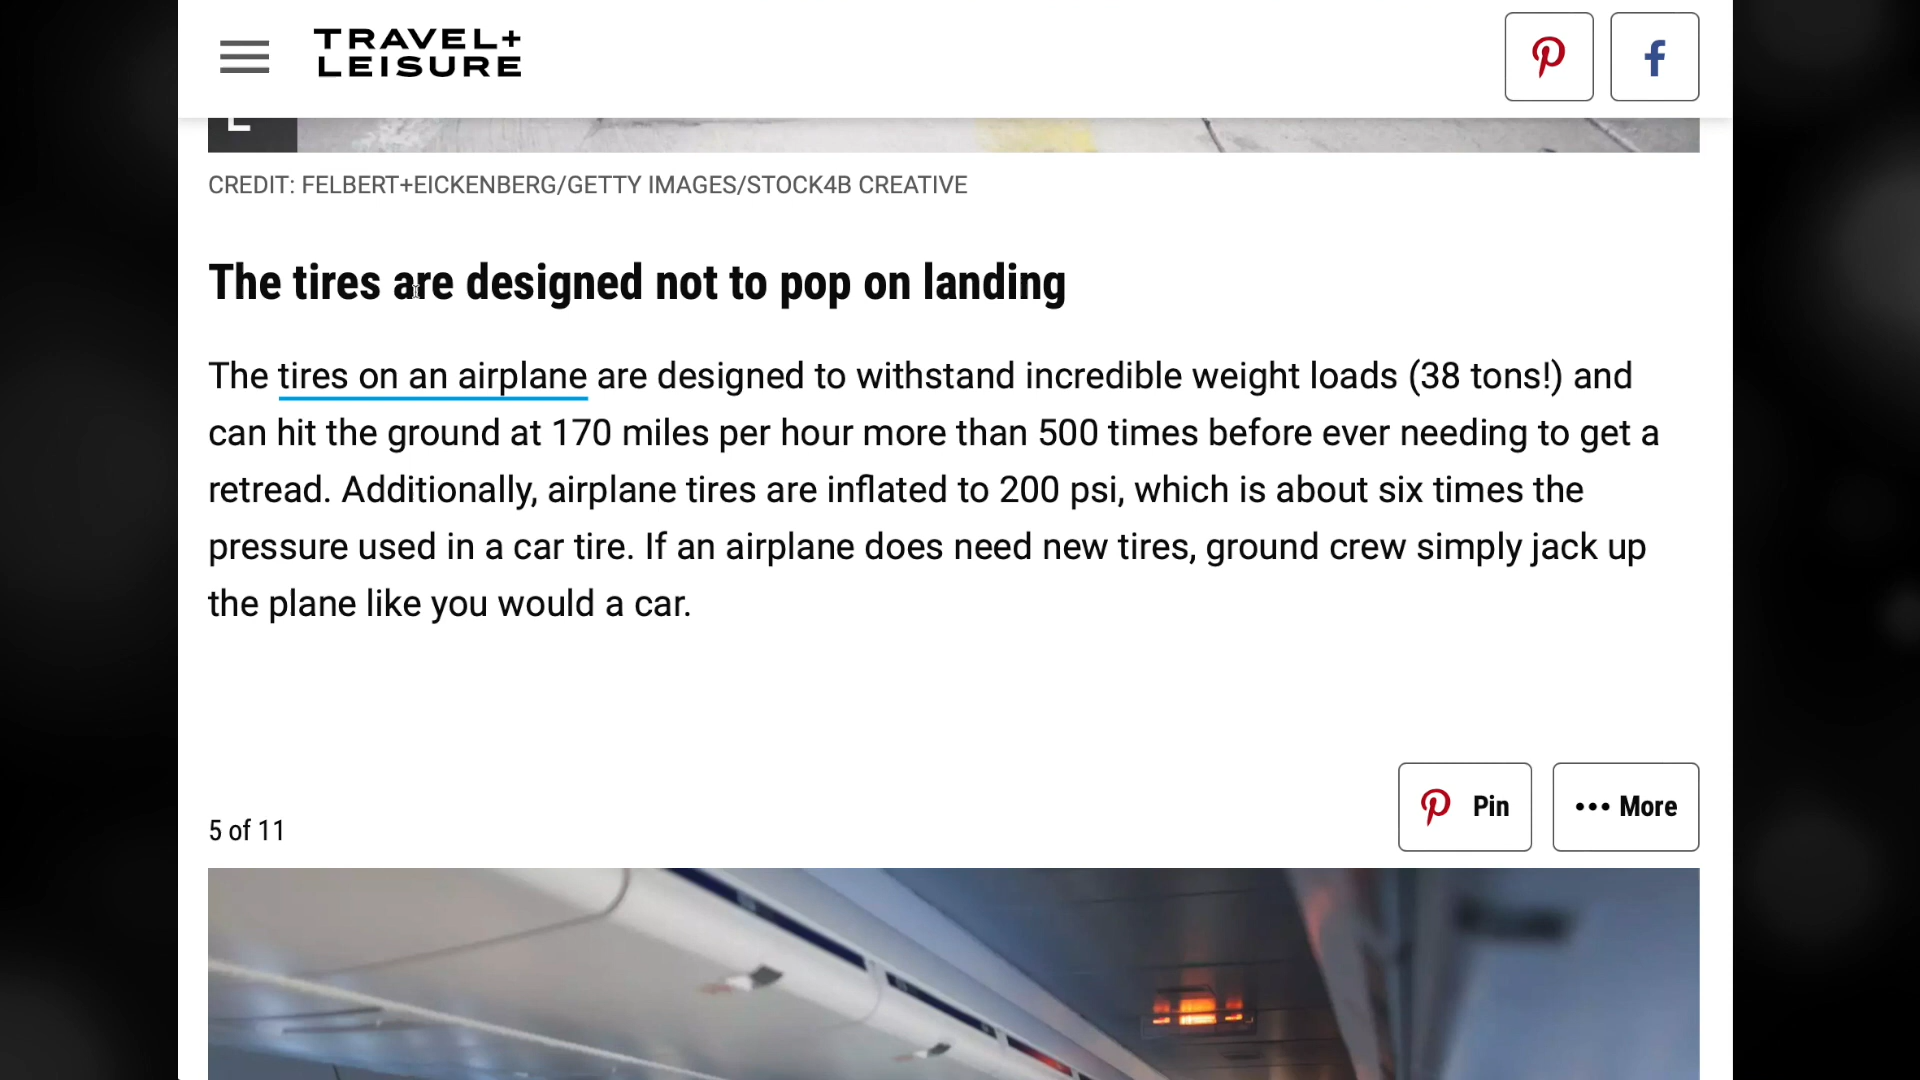 TRAVEL+
LEISURE
CREDIT: FELBERT+EICKENBERG/GETTY IMAGES/STOCK4B CREATIVE
The tires are designed not to pop on landing
The tires on an airplane are designed to withstand incredible weight loads (38 tons!) and
can hit the ground at 170 miles per hour more than 500 times before ever needing to get a
retread. Additionally, airplane tires are inflated to 200 psi, which is about six times the
pressure used in a car tire. If an airplane does need new tires, ground crew simply jack up
the plane like you would a car.
Pin
••• More
5 of 11